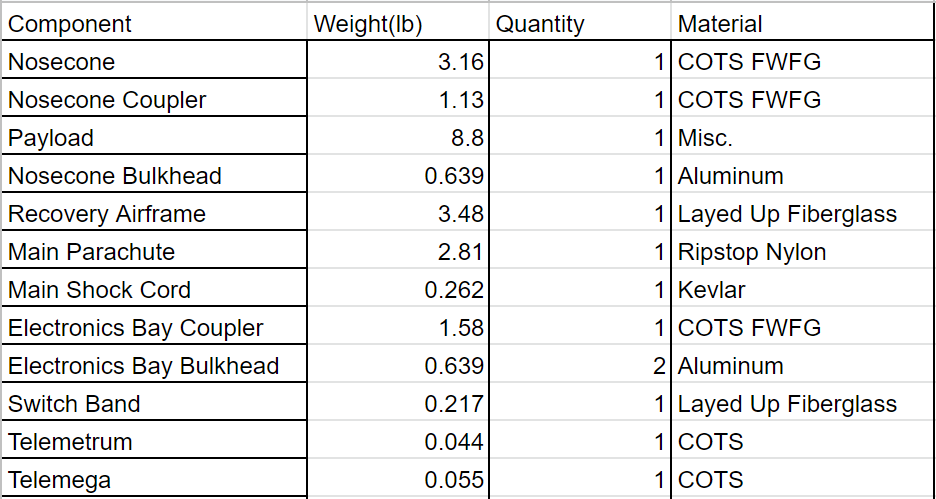 Component Weight(lb) Quantity Material
Nosecone 3.16 1 COTS FWFG
Nosecone Coupler 1.13 1 COTS FWFG
Payload 8.8 1 Misc.
Nosecone Bulkhead 0.639 1 Aluminum
Recovery Airframe 3.48 1 Layed Up Fiberglass
Main Parachute 2.81 1 Ripstop Nylon
Main Shock Cord 0.262 1 Kevlar
Electronics Bay Coupler 1.58 1 COTS FWFG
Electronics Bay Bulkhead 0.639 2 Aluminum
Switch Band 0.217 1 Layed Up Fiberglass
Telemetrum 0.044 1 COTS
Telemega 0.055 1 COTS